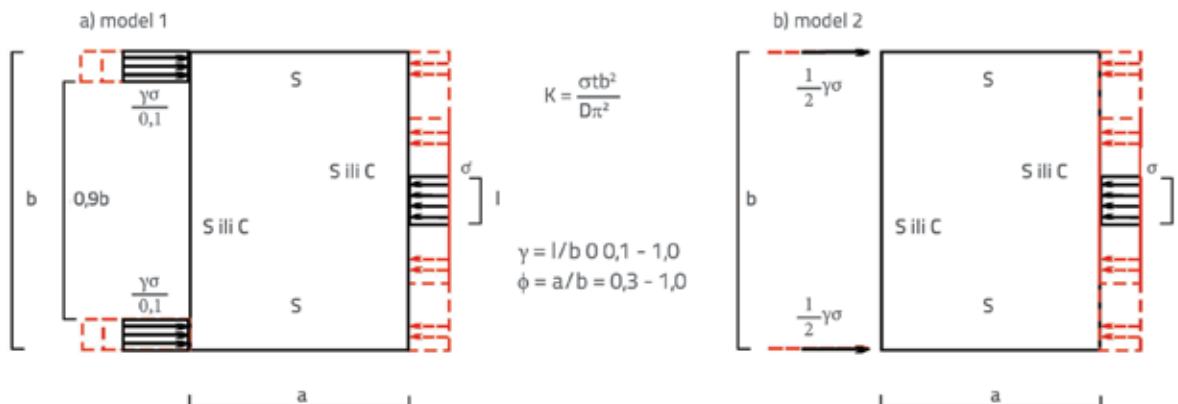 a) model 1
γσ
0,1
b
0,9b
γσ
0,1
S
S ili C
S ili C
S
σ
l
a
K = σtb²
Dπ²
γ = l/b 0 0,1 - 1,0
ϕ = a/b = 0,3 - 1,0
b) model 2
1
2 γσ
b
1
2 γσ
S
S ili C
S ili C
S
σ
a